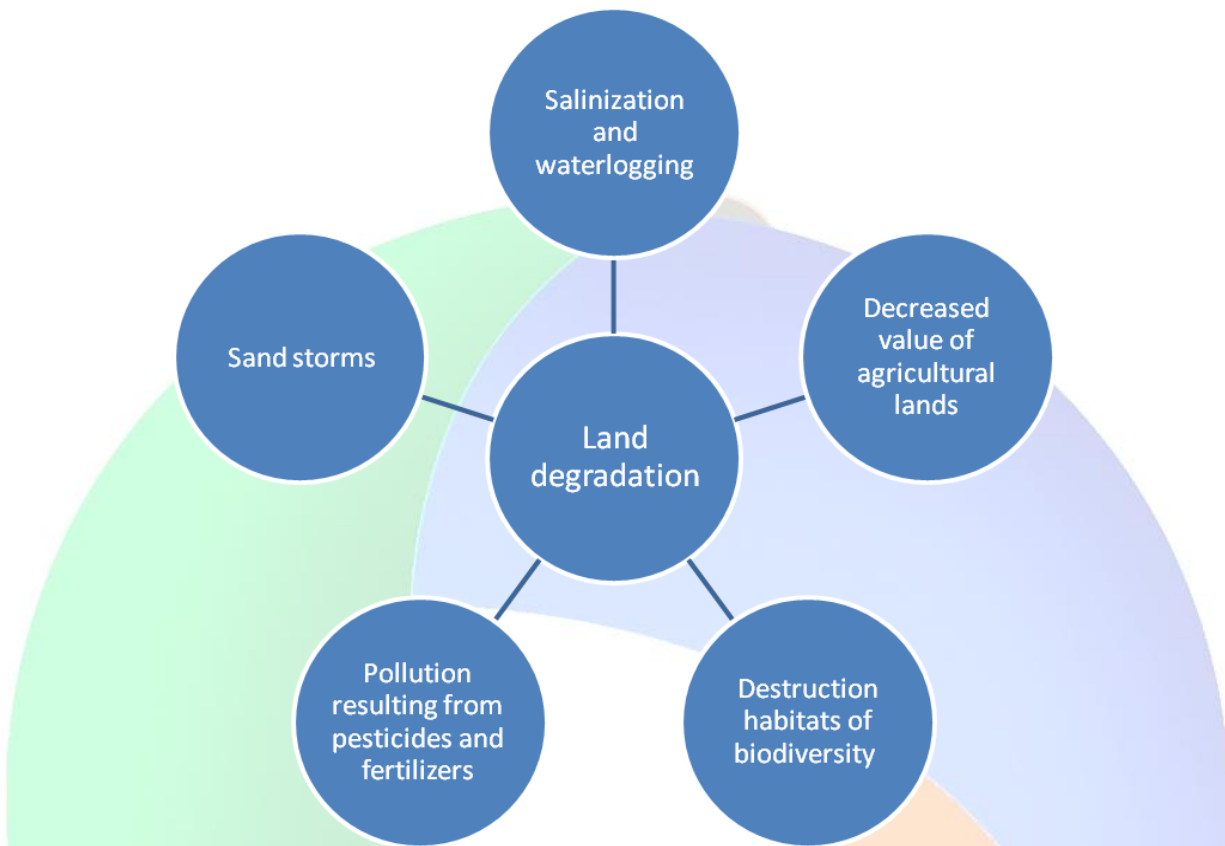 Salinization
and
waterlogging
Decreased
value of
agricultural
lands
Sand storms
Land
degradation
Pollution
resulting from
pesticides and
fertilizers
Destruction
habitats of
biodiversity